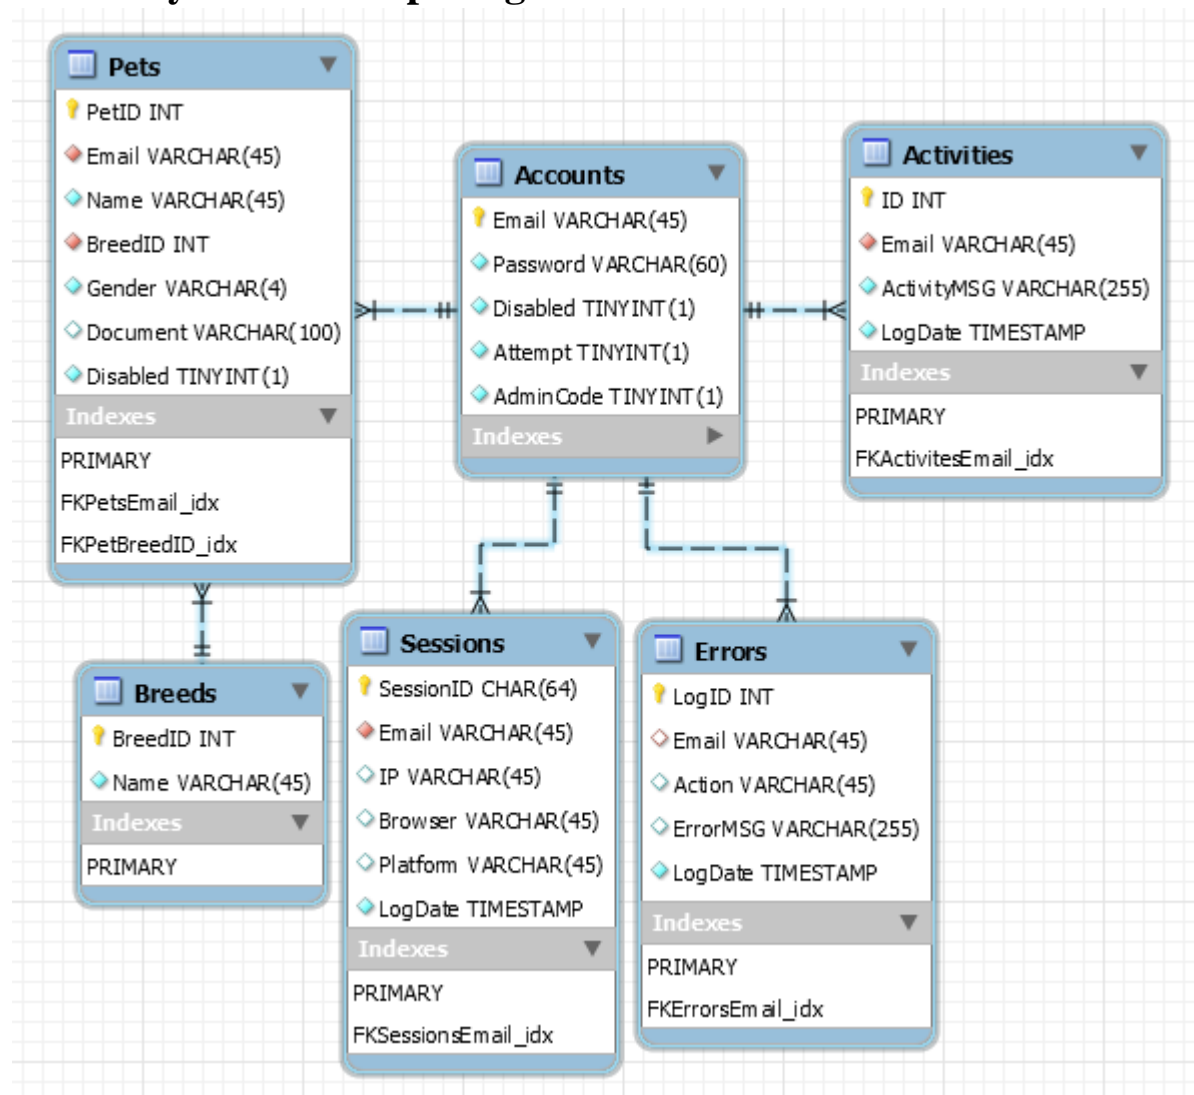 Pets
PetID INT
Email VARCHAR(45)
Name VARCHAR(45)
BreedID INT
Gender VARCHAR(4)
Document VARCHAR(100)
Disabled TINYINT(1)
Indexes
PRIMARY
FKPetsEmail_idx
FKPetBreedID_idx
Accounts
Email VARCHAR(45)
Password VARCHAR(60)
Disabled TINYINT(1)
Attempt TINYINT(1)
AdminCode TINYINT(1)
Indexes
Activities
ID INT
Email VARCHAR(45)
ActivityMSG VARCHAR(255)
LogDate TIMESTAMP
Indexes
PRIMARY
FKActivitesEmail_idx
Breeds
BreedID INT
Name VARCHAR(45)
Indexes
PRIMARY
Sessions
SessionID CHAR(64)
Email VARCHAR(45)
IP VARCHAR(45)
Browser VARCHAR(45)
Platform VARCHAR(45)
LogDate TIMESTAMP
Indexes
PRIMARY
FKSessionsEmail_idx
Errors
LogID INT
Email VARCHAR(45)
Action VARCHAR(45)
ErrorMSG VARCHAR(255)
LogDate TIMESTAMP
Indexes
PRIMARY
FKErrorsEmail_idx